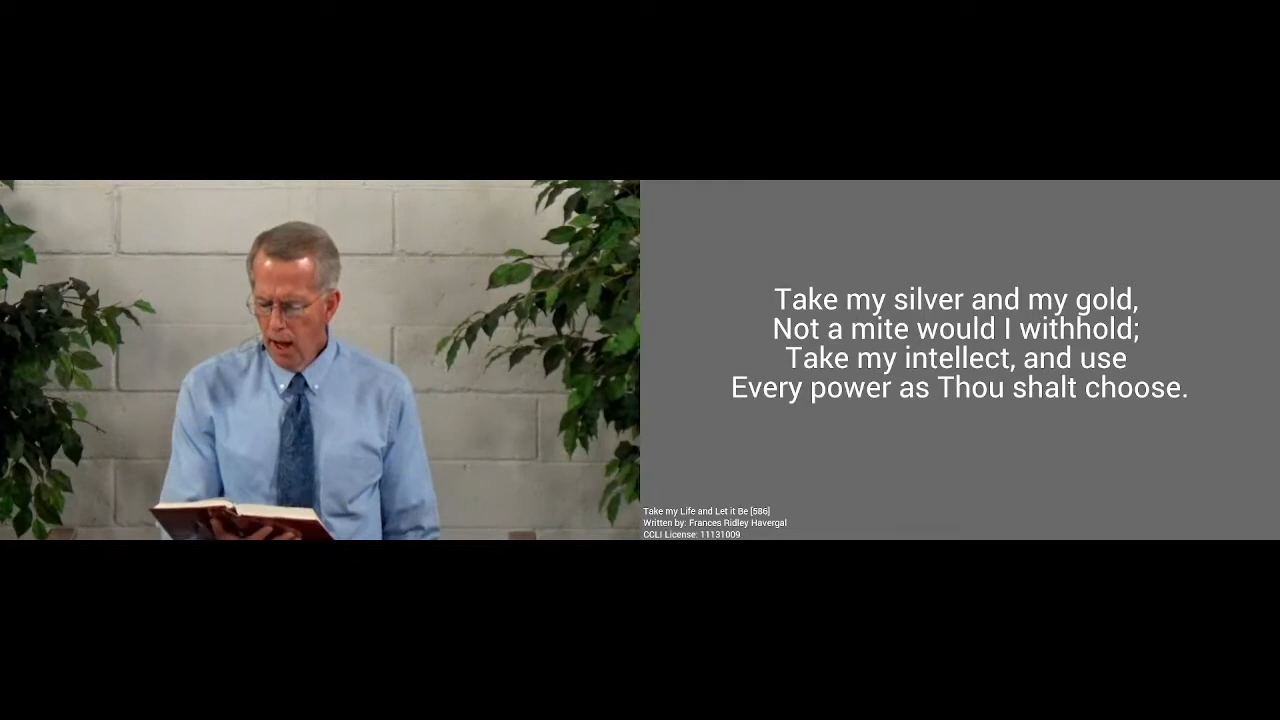 Take my silver and my gold,
Not a mite would I withhold;
Take my intellect, and use
Every power as Thou shalt choose.
Take my Life and Let it Be [586]
Written by: Frances Ridley Havergal
CCLI License: 11131009